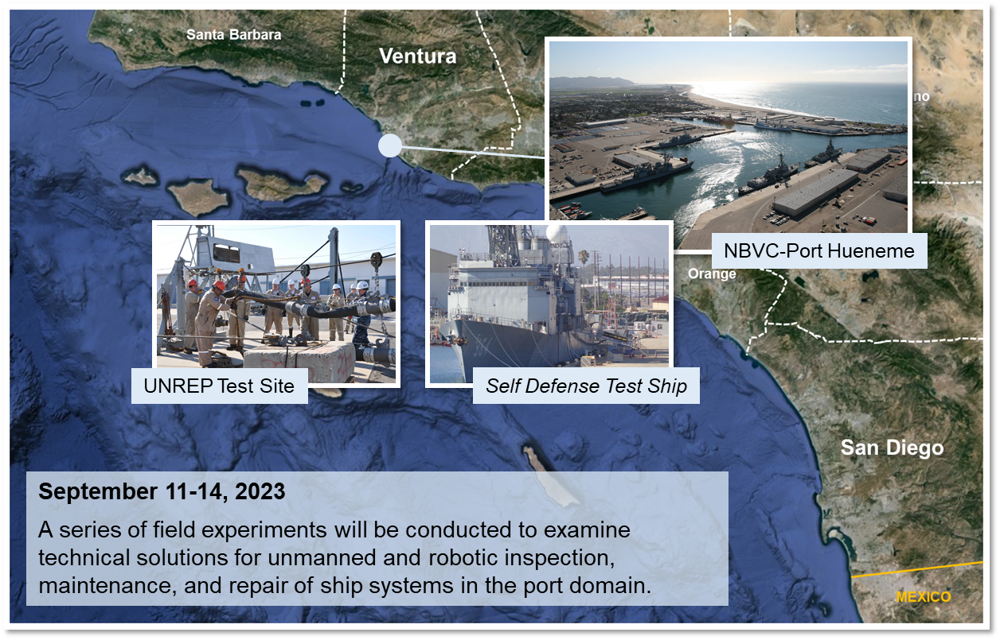 Santa Barbara
Ventura
no
NBVC-Port Hueneme
Orange
UNREP Test Site
Self Defense Test Ship
San Diego
September 11-14, 2023
A series of field experiments will be conducted to examine
technical solutions for unmanned and robotic inspection,
maintenance, and repair of ship systems in the port domain.
MEXICO